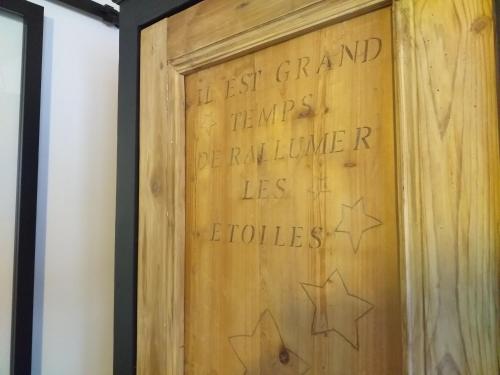 IL EST GRAND
TEMPS
DE RALLUMER
LES
ETOILES